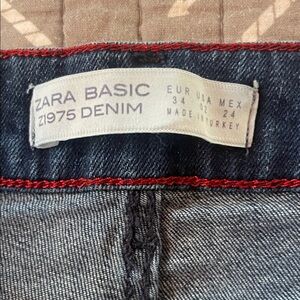 ZARA BASIC
Z1975 DENIM
EUR USA MEX
34 02 24
MADE IN TURKEY